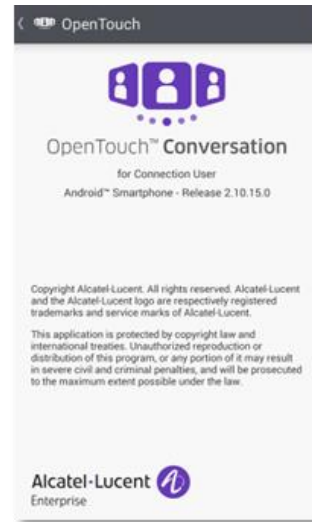 OpenTouch
OpenTouch™ Conversation
for Connection User
Android™ Smartphone - Release 2.10.15.0
Copyright Alcatel-Lucent. All rights reserved. Alcatel-Lucent
and the Alcatel-Lucent logo are respectively registered
trademarks and service marks of Alcatel-Lucent.
This application is protected by copyright law and
international treaties. Unauthorized reproduction or
distribution of this program, or any portion of it may result
in severe civil and criminal penalties, and will be prosecuted
to the maximum extent possible under the law.
Alcatel·Lucent
Enterprise